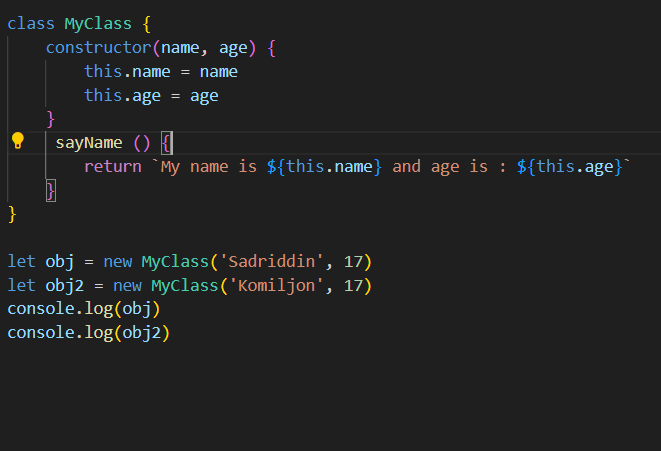 class MyClass {
    constructor(name, age) {
        this.name = name
        this.age = age
    }
     sayName () {
        return `My name is ${this.name} and age is : ${this.age}`
    }
}

let obj = new MyClass('Sadriddin', 17)
let obj2 = new MyClass('Komiljon', 17)
console.log(obj)
console.log(obj2)